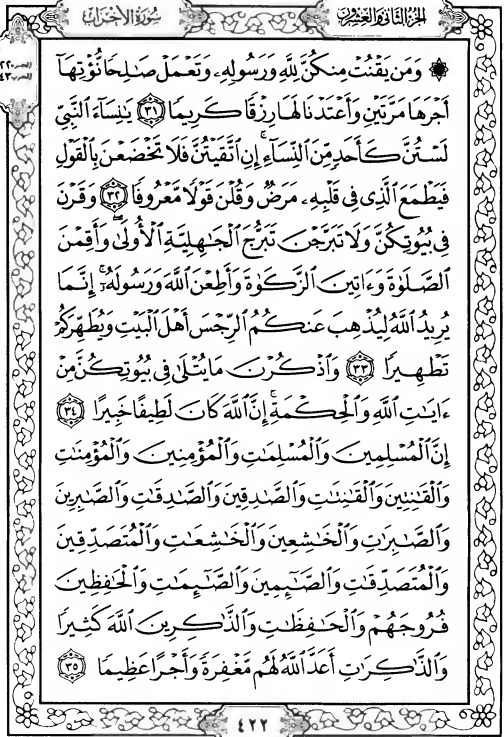 الجزء الثاني والعشرون
سورة الأحزاب
۞ وَمَن يَقْنُتْ مِنكُنَّ لِلَّهِ وَرَسُولِهِۦ وَتَعْمَلْ صَٰلِحًا نُّؤْتِهَآ
أَجْرَهَا مَرَّتَيْنِ وَأَعْتَدْنَا لَهَا رِزْقًا كَرِيمًا ٣١ يَٰنِسَآءَ ٱلنَّبِيِّ
لَسْتُنَّ كَأَحَدٍ مِّنَ ٱلنِّسَآءِ ۚ إِنِ ٱتَّقَيْتُنَّ فَلَا تَخْضَعْنَ بِٱلْقَوْلِ
فَيَطْمَعَ ٱلَّذِى فِى قَلْبِهِۦ مَرَضٌ وَقُلْنَ قَوْلًا مَّعْرُوفًا ٣٢ وَقَرْنَ
فِى بُيُوتِكُنَّ وَلَا تَبَرَّجْنَ تَبَرُّجَ ٱلْجَٰهِلِيَّةِ ٱلْأُولَىٰ ۖ وَأَقِمْنَ
ٱلصَّلَوٰةَ وَءَاتِينَ ٱلزَّكَوٰةَ وَأَطِعْنَ ٱللَّهَ وَرَسُولَهُۥٓ ۚ إِنَّمَا
يُرِيدُ ٱللَّهُ لِيُذْهِبَ عَنكُمُ ٱلرِّجْسَ أَهْلَ ٱلْبَيْتِ وَيُطَهِّرَكُمْ
تَطْهِيرًا ٣٣ وَٱذْكُرْنَ مَا يُتْلَىٰ فِى بُيُوتِكُنَّ مِنْ
ءَايَٰتِ ٱللَّهِ وَٱلْحِكْمَةِ ۚ إِنَّ ٱللَّهَ كَانَ لَطِيفًا خَبِيرًا ٣٤
إِنَّ ٱلْمُسْلِمِينَ وَٱلْمُسْلِمَٰتِ وَٱلْمُؤْمِنِينَ وَٱلْمُؤْمِنَٰتِ
وَٱلْقَٰنِتِينَ وَٱلْقَٰنِتَٰتِ وَٱلصَّٰدِقِينَ وَٱلصَّٰدِقَٰتِ وَٱلصَّٰبِرِينَ
وَٱلصَّٰبِرَٰتِ وَٱلْخَٰشِعِينَ وَٱلْخَٰشِعَٰتِ وَٱلْمُتَصَدِّقِينَ
وَٱلْمُتَصَدِّقَٰتِ وَٱلصَّٰٓئِمِينَ وَٱلصَّٰٓئِمَٰتِ وَٱلْحَٰفِظِينَ
فُرُوجَهُمْ وَٱلْحَٰفِظَٰتِ وَٱلذَّٰكِرِينَ ٱللَّهَ كَثِيرًا
وَٱلذَّٰكِرَٰتِ أَعَدَّ ٱللَّهُ لَهُم مَّغْفِرَةً وَأَجْرًا عَظِيمًا ٣٥
٤٢٢